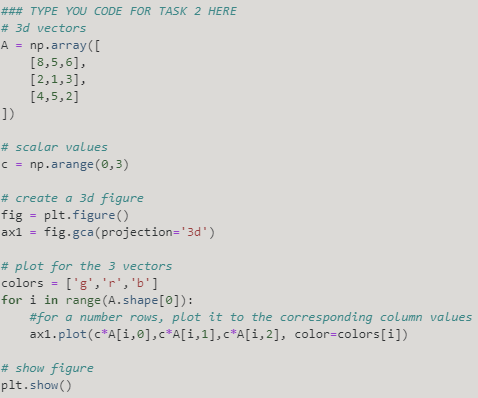 ### TYPE YOU CODE FOR TASK 2 HERE
# 3d vectors
A = np.array([
    [8,5,6],
    [2,1,3],
    [4,5,2]
])
# scalar values
c = np.arange(0,3)
# create a 3d figure
fig = plt.figure()
ax1 = fig.gca(projection='3d')
# plot for the 3 vectors
colors = ['g','r','b']
for i in range(A.shape[0]):
    #for a number rows, plot it to the corresponding column values
    ax1.plot(c*A[i,0],c*A[i,1],c*A[i,2], color=colors[i])
# show figure
plt.show()